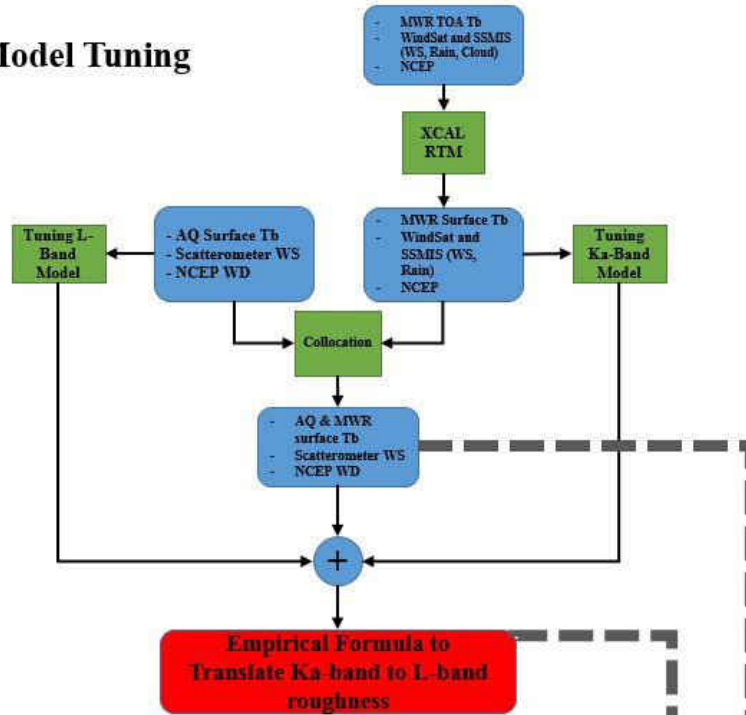 Model Tuning
- MWR TOA Tb
- WindSat and SSMIS
(WS, Rain, Cloud)
- NCEP
XCAL
RTM
Tuning L-
Band
Model
- AQ Surface Tb
- Scatterometer WS
- NCEP WD
- MWR Surface Tb
- WindSat and
SSMIS (WS,
Rain)
- NCEP
Tuning
Ka-Band
Model
Collocation
- AQ & MWR
surface Tb
- Scatterometer WS
- NCEP WD
+
Empirical Formula to
Translate Ka-band to L-band
roughness